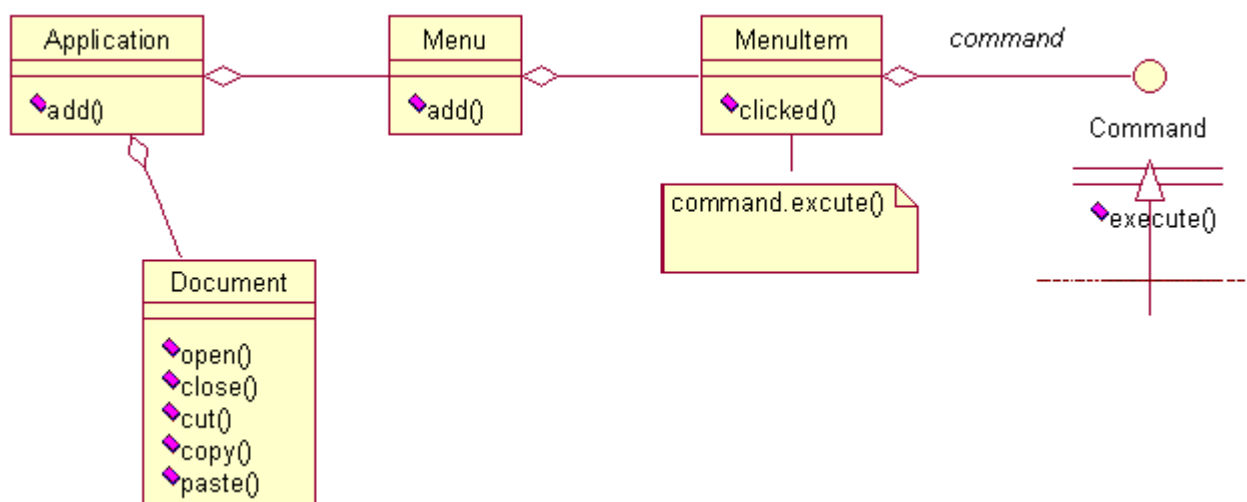 Application
add()
Menu
add()
MenuItem
clicked()
command
Command
execute()
command.excute()
Document
open()
close()
cut()
copy()
paste()